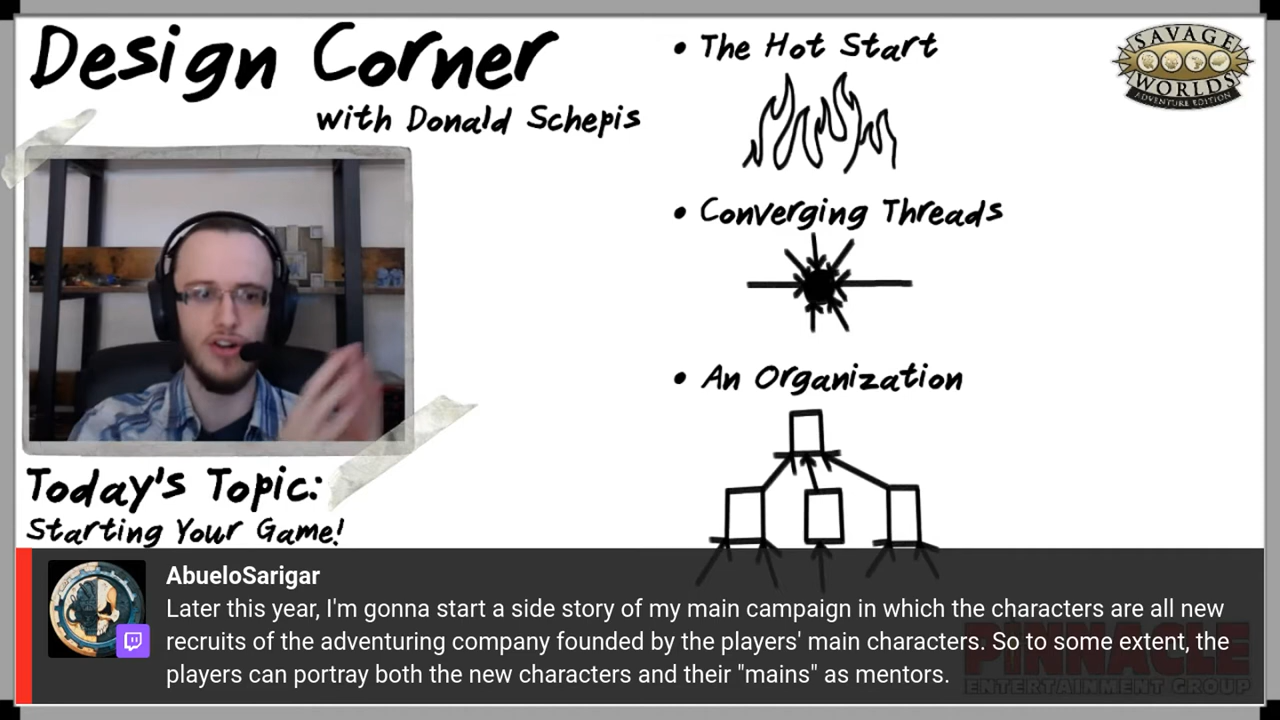 Design Corner
with Donald Schepis
• The Hot Start
• Converging Threads
• An Organization
SAVAGE
WORLDS
ADVENTURE EDITION
Today's Topic:
Starting Your Game!
AbueloSarigar
Later this year, I'm gonna start a side story of my main campaign in which the characters are all new
recruits of the adventuring company founded by the players' main characters. So to some extent, the
players can portray both the new characters and their "mains" as mentors.
PINNACLE
ENTERTAINMENT GROUP